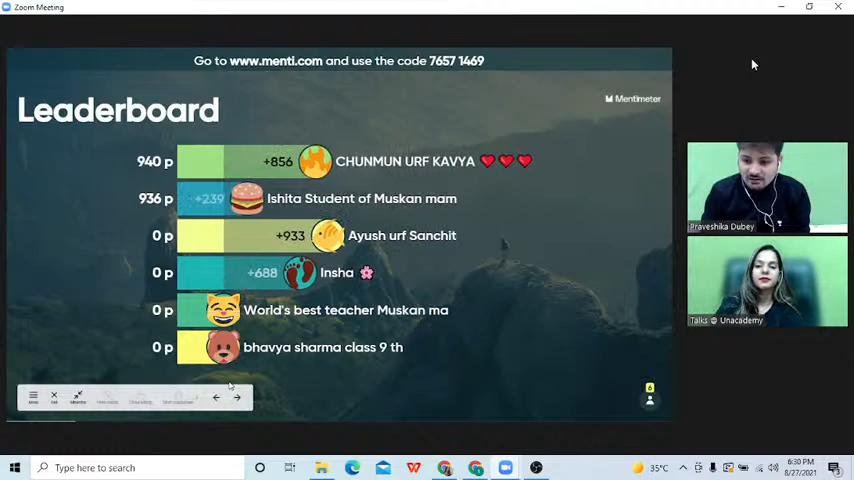 Zoom Meeting
Go to www.menti.com and use the code 7657 1469
Leaderboard
Mentimeter
940 p +856 CHUNMUN URF KAVYA ❤️ ❤️ ❤️
936 p +239 Ishita Student of Muskan mam
0 p +933 Ayush urf Sanchit
0 p +688 Insha 🌸
0 p World's best teacher Muskan ma
0 p bhavya sharma class 9 th
Praveshika Dubey
Talks @ Unacademy
6
Type here to search
35°C
6:30 PM
8/27/2021